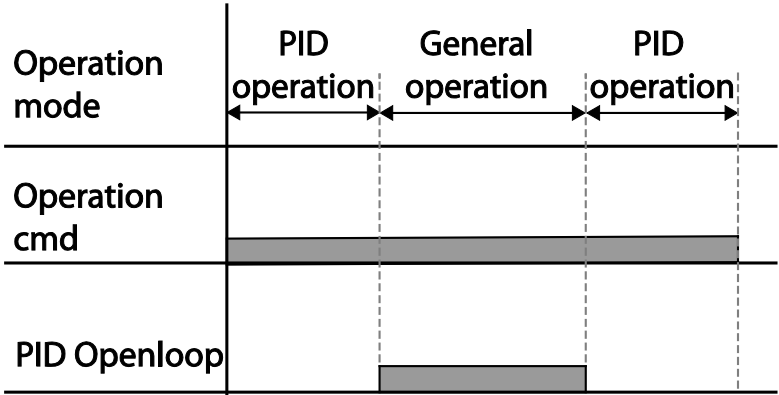 Operation
mode
PID
operation
General
operation
PID
operation
Operation
cmd
PID Openloop